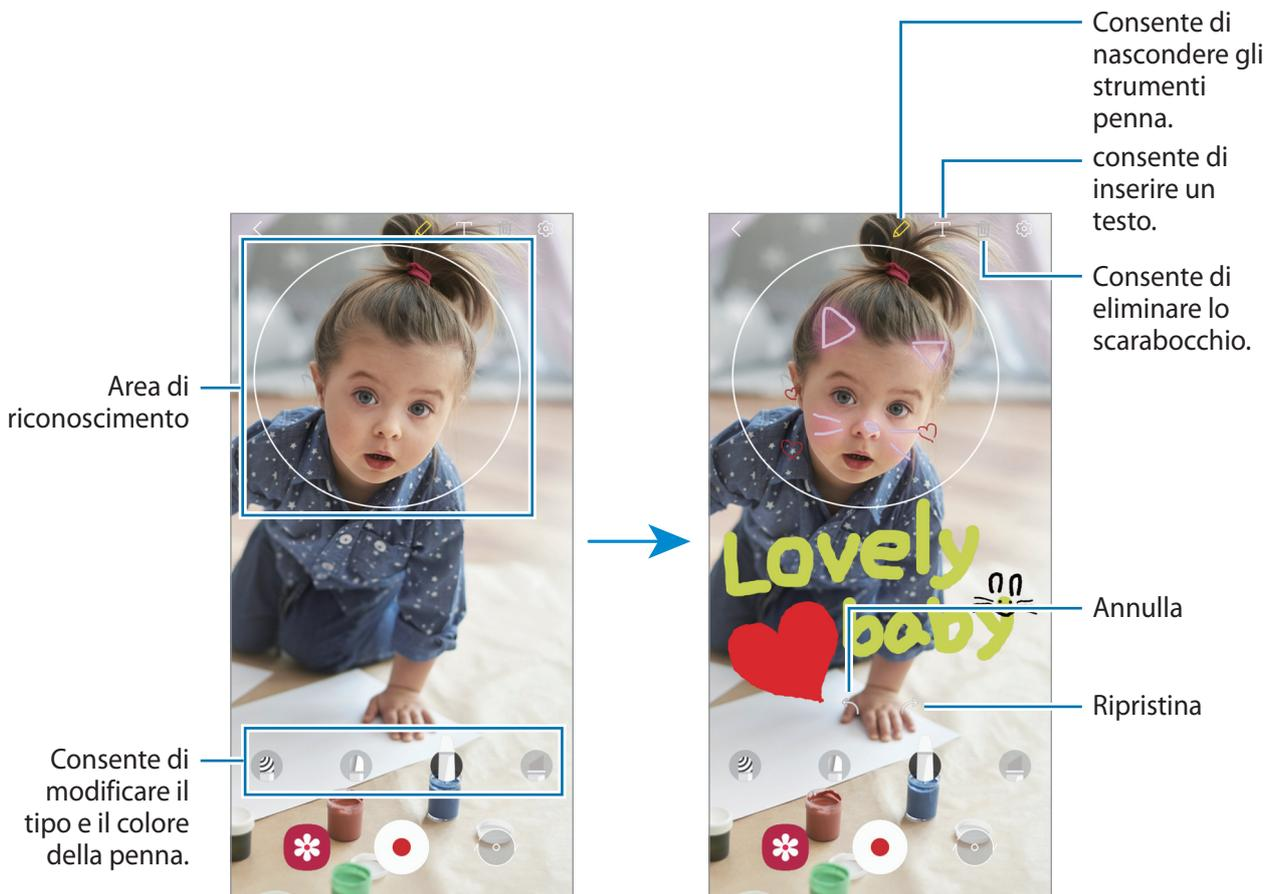 Consente di
nascondere gli
strumenti
penna.
consente di
inserire un
testo.
Consente di
eliminare lo
scarabocchio.
Area di
riconoscimento
Lovely
baby
Annulla
Ripristina
Consente di
modificare il
tipo e il colore
della penna.